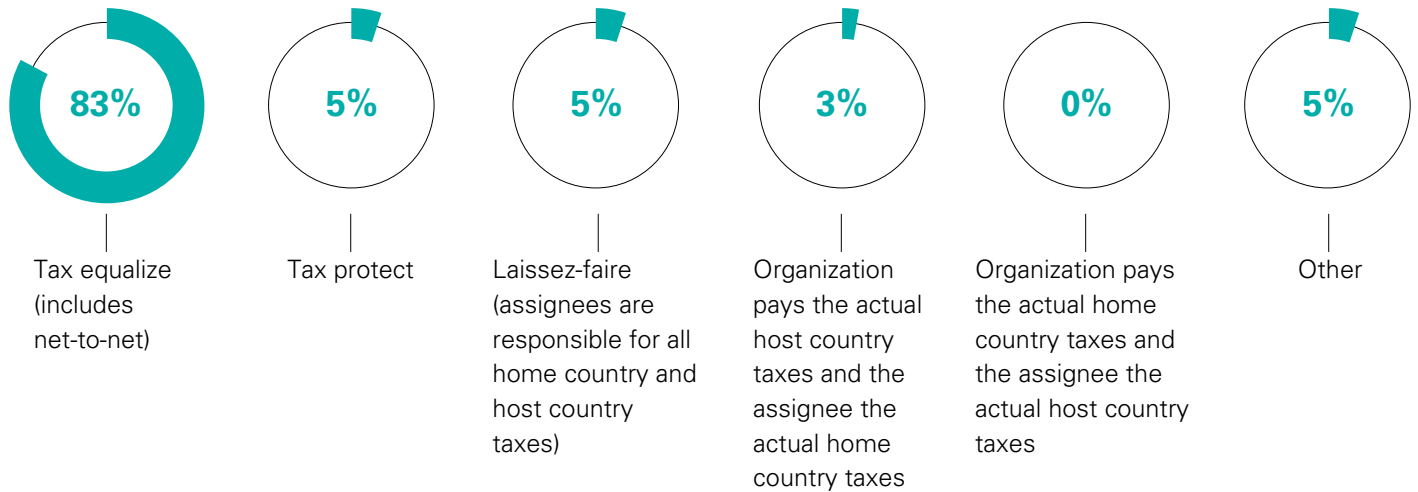 83%
5%
5%
3%
0%
5%
Tax equalize
(includes
net-to-net)
Tax protect
Laissez-faire
(assignees are
responsible for all
home country and
host country
taxes)
Organization
pays the actual
host country
taxes and the
assignee the
actual home
country taxes
Organization pays
the actual home
country taxes and
the assignee the
actual host country
taxes
Other